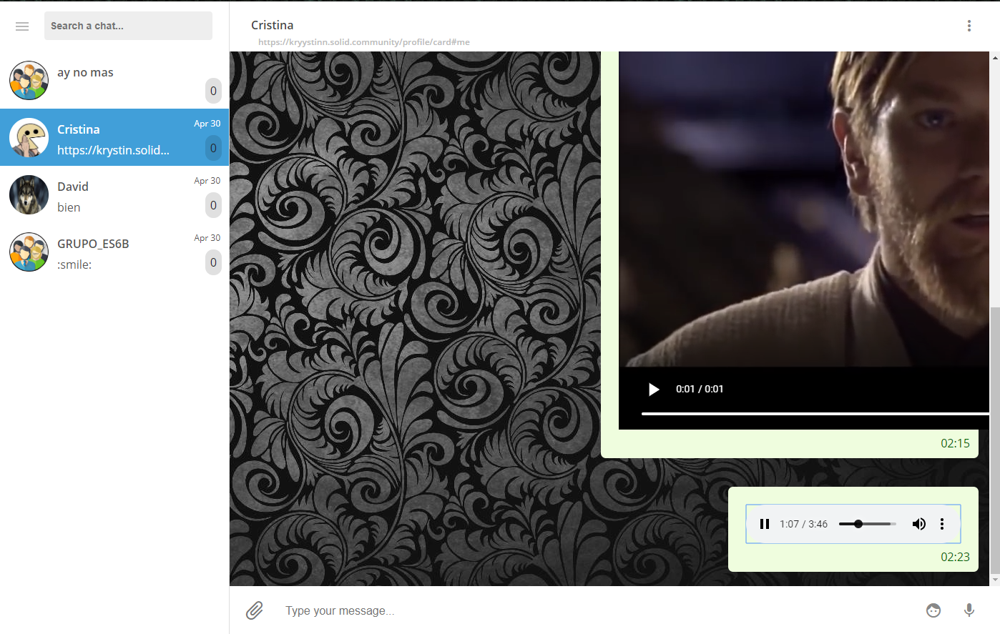 Search a chat...
ay no mas
0
Cristina
Apr 30
https://krystin.solid...
0
David
Apr 30
bien
0
GRUPO_ES6B
Apr 30
:smile:
0
Cristina
https://kryystinn.solid.community/profile/card#me
0:01 / 0:01
02:15
1:07 / 3:46
02:23
Type your message...